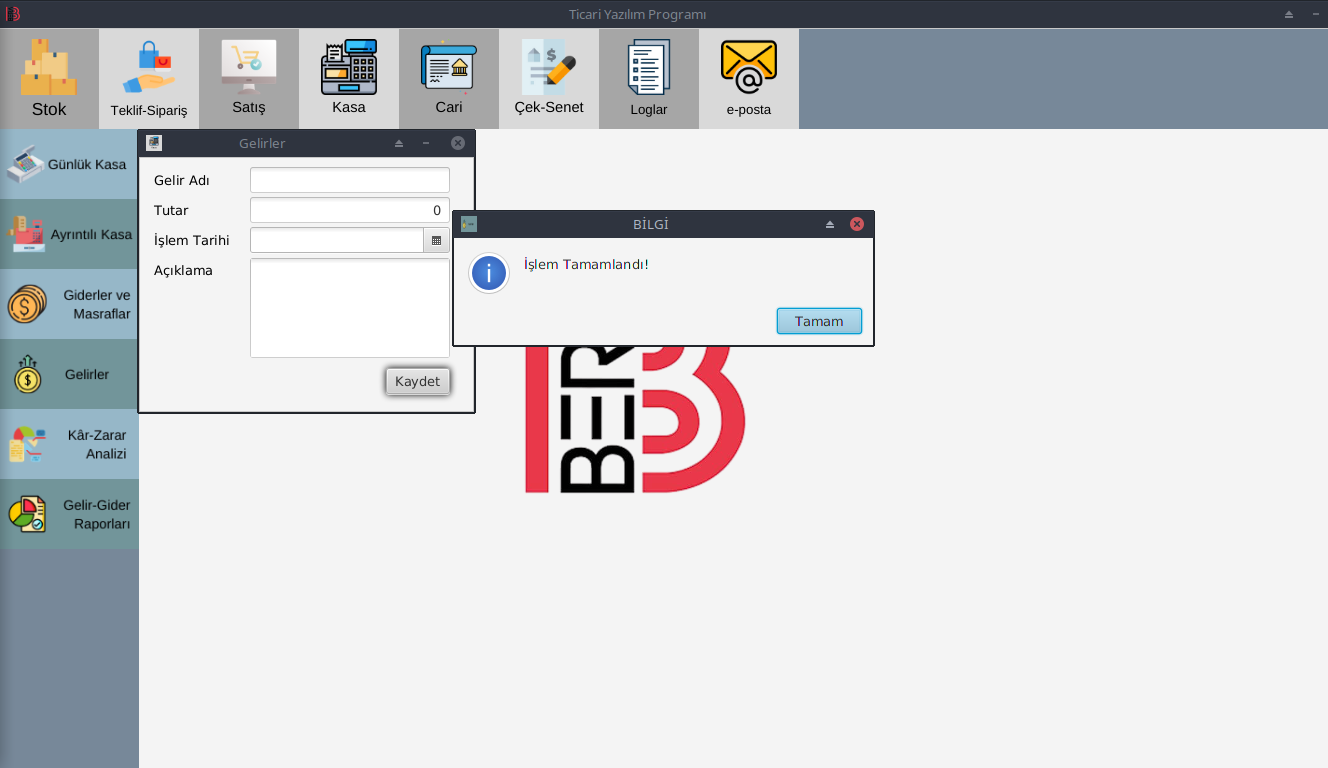 Ticari Yazılım Programı
Stok
Teklif-Sipariş
Satış
Kasa
Cari
Çek-Senet
Loglar
e-posta
Günlük Kasa
Ayrıntılı Kasa
Giderler ve
Masraflar
Gelirler
Kâr-Zarar
Analizi
Gelir-Gider
Raporları
Gelirler
Gelir Adı
Tutar
0
İşlem Tarihi
Açıklama
Kaydet
BİLGİ
İşlem Tamamlandı!
Tamam